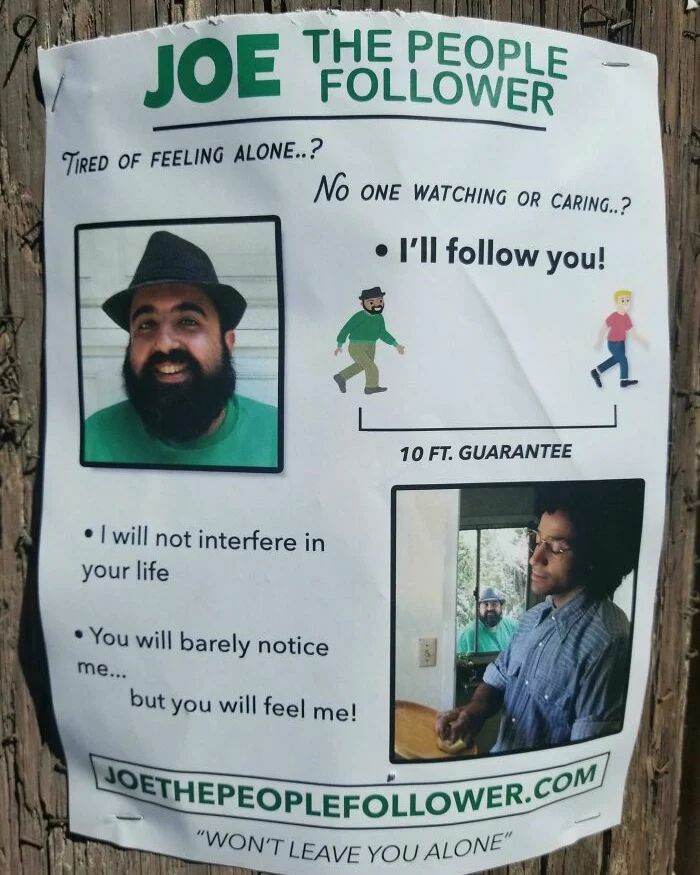 JOE THE PEOPLE
FOLLOWER
TIRED OF FEELING ALONE..?
NO ONE WATCHING OR CARING..?
• I'll follow you!
10 FT. GUARANTEE
• I will not interfere in
your life
• You will barely notice
me...
but you will feel me!
JOETHEPEOPLEFOLLOWER.COM
"WON'T LEAVE YOU ALONE"